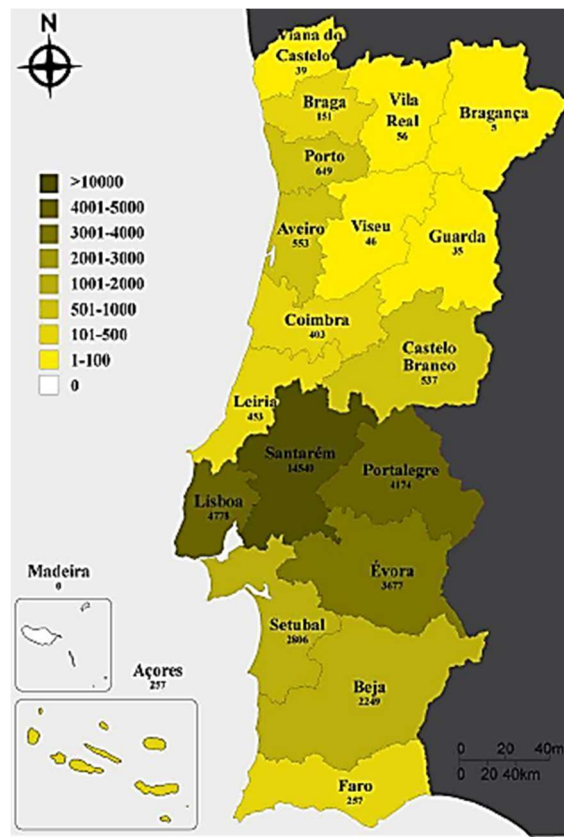 N
Viana do
Castelo
39
Braga
151
Vila
Real
56
Bragança
5
Porto
649
>10000
4001-5000
3001-4000
2001-3000
1001-2000
501-1000
101-500
1-100
0
Aveiro
553
Viseu
46
Guarda
35
Coimbra
403
Castelo
Branco
537
Leiria
453
Santarém
14540
Portalegre
4174
Lisboa
4778
Évora
3677
Madeira
0
Setubal
2806
Açores
257
Beja
2249
0 20 40m
0 20 40km
Faro
257